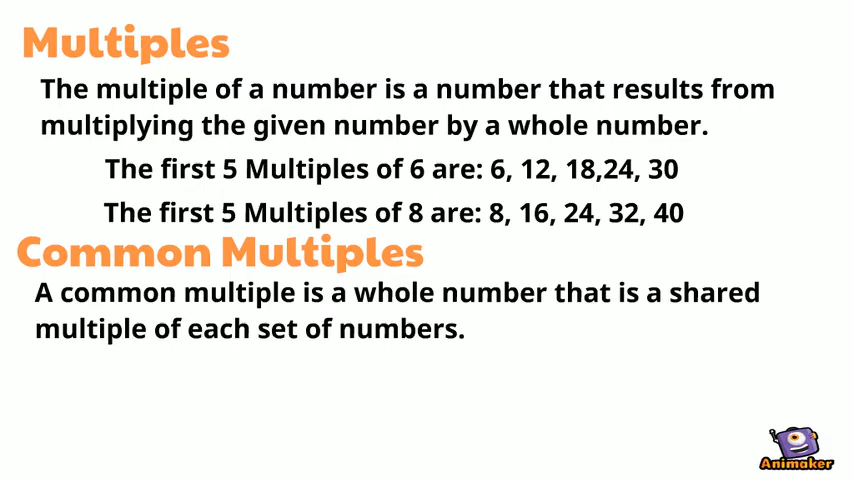 Multiples
The multiple of a number is a number that results from
multiplying the given number by a whole number.
The first 5 Multiples of 6 are: 6, 12, 18,24, 30
The first 5 Multiples of 8 are: 8, 16, 24, 32, 40
Common Multiples
A common multiple is a whole number that is a shared
multiple of each set of numbers.
Animaker